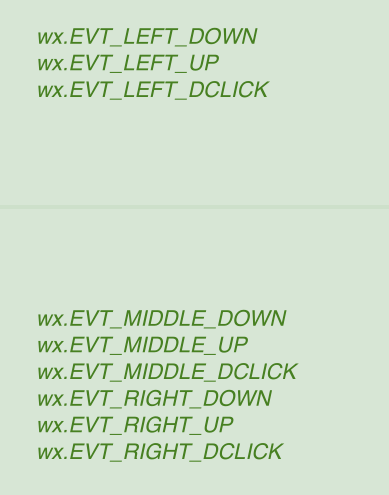 wx.EVT_LEFT_DOWN
wx.EVT_LEFT_UP
wx.EVT_LEFT_DCLICK
wx.EVT_MIDDLE_DOWN
wx.EVT_MIDDLE_UP
wx.EVT_MIDDLE_DCLICK
wx.EVT_RIGHT_DOWN
wx.EVT_RIGHT_UP
wx.EVT_RIGHT_DCLICK